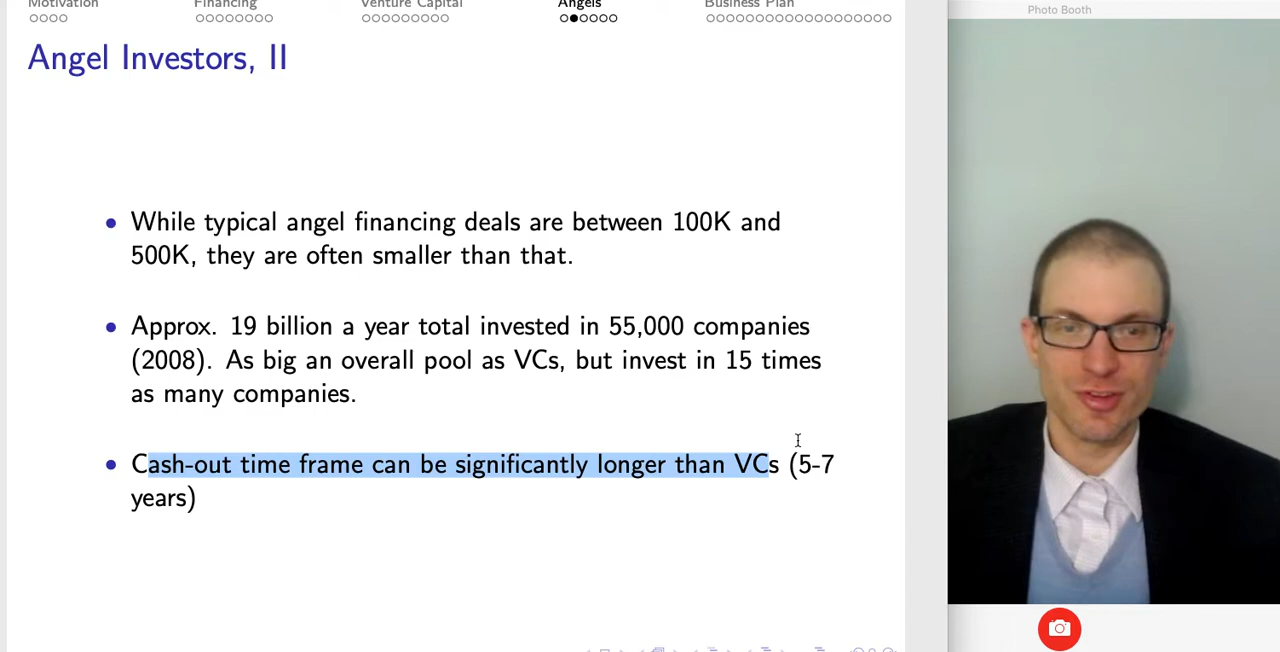 Motivation Financing Venture Capital Angels Business Plan
Photo Booth
Angel Investors, II
• While typical angel financing deals are between 100K and
500K, they are often smaller than that.
• Approx. 19 billion a year total invested in 55,000 companies
(2008). As big an overall pool as VCs, but invest in 15 times
as many companies.
• Cash-out time frame can be significantly longer than VCs (5-7
years)